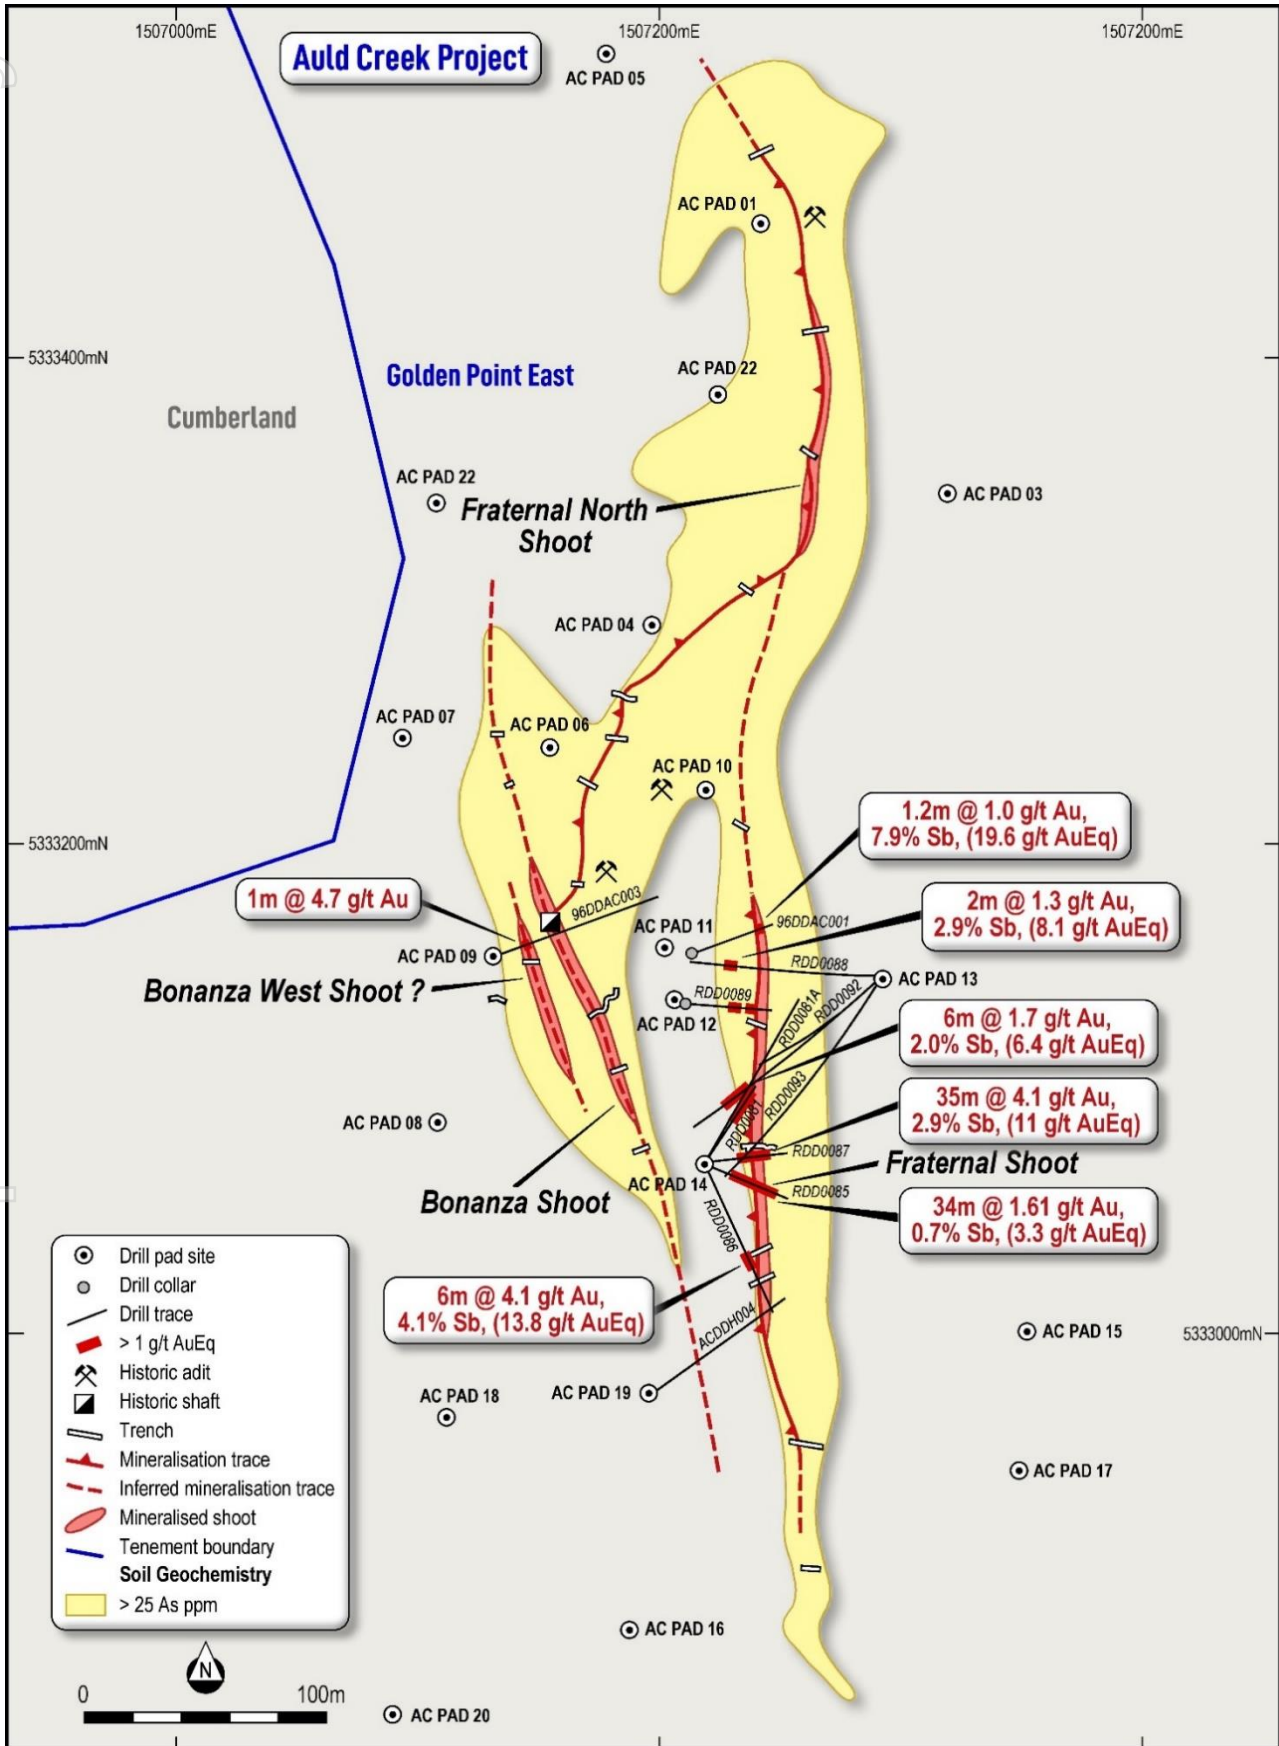 1507000mE
1507200mE
1507200mE
Auld Creek Project
AC PAD 05
AC PAD 01
5333400mN
Golden Point East
AC PAD 22
Cumberland
AC PAD 22
AC PAD 03
Fraternal North
Shoot
AC PAD 04
AC PAD 07
AC PAD 06
AC PAD 10
1.2m @ 1.0 g/t Au,
7.9% Sb, (19.6 g/t AuEq)
5333200mN
1m @ 4.7 g/t Au
96DDAC003
2m @ 1.3 g/t Au,
2.9% Sb, (8.1 g/t AuEq)
AC PAD 11
96DDAC001
AC PAD 09
RDD0088
AC PAD 13
Bonanza West Shoot ?
RDD0089
RDD0081A
RDD0092
AC PAD 12
6m @ 1.7 g/t Au,
2.0% Sb, (6.4 g/t AuEq)
RDD0093
RDD0081
35m @ 4.1 g/t Au,
2.9% Sb, (11 g/t AuEq)
AC PAD 08
RDD0087
Fraternal Shoot
AC PAD 14
RDD0085
Bonanza Shoot
RDD0086
34m @ 1.61 g/t Au,
0.7% Sb, (3.3 g/t AuEq)
6m @ 4.1 g/t Au,
4.1% Sb, (13.8 g/t AuEq)
ACDDH004
AC PAD 15
5333000mN
AC PAD 19
AC PAD 18
AC PAD 17
AC PAD 16
AC PAD 20
Drill pad site
Drill collar
Drill trace
> 1 g/t AuEq
Historic adit
Historic shaft
Trench
Mineralisation trace
Inferred mineralisation trace
Mineralised shoot
Tenement boundary
Soil Geochemistry
> 25 As ppm
N
0
100m